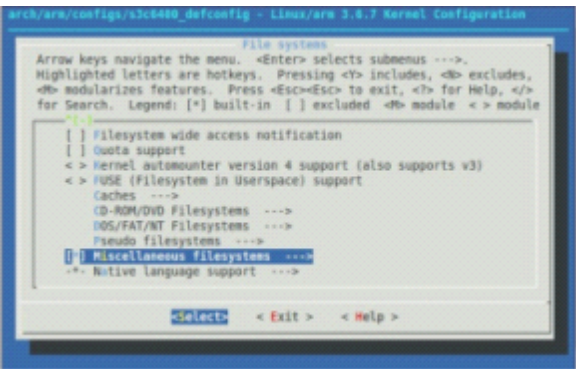 arch/arm/configs/s3c6400_defconfig - Linux/arm 3.6.7 Kernel Configuration
File systems
Arrow keys navigate the menu.  <Enter> selects submenus --->.
Highlighted letters are hotkeys.  Pressing <Y> includes, <N> excludes,
<M> modularizes features.  Press <Esc><Esc> to exit, <?> for Help, </>
for Search.  Legend: [*] built-in  [ ] excluded  <M> module  < > module
^(-)
[ ] Filesystem wide access notification
[ ] Quota support
< > Kernel automounter version 4 support (also supports v3)
< > FUSE (Filesystem in Userspace) support
Caches  --->
CD-ROM/DVD Filesystems  --->
DOS/FAT/NT Filesystems  --->
Pseudo filesystems  --->
[*] Miscellaneous filesystems  --->
-*- Native language support  --->
<Select>    < Exit >    < Help >